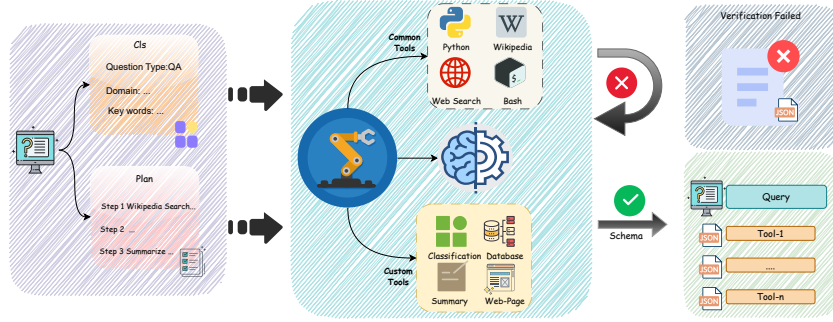 Cls
Question Type:QA
Domain: ...
Key words: ...
Plan
Step 1 Wikipedia Search...
Step 2 ...
Step 3 Summarize ...
Common
Tools
Python
Wikipedia
W
Web Search
Bash
$_
Custom
Tools
Classification
Database
Summary
Web-Page
Schema
Verification Failed
JSON
Query
JSON
Tool-1
JSON
....
JSON
Tool-n